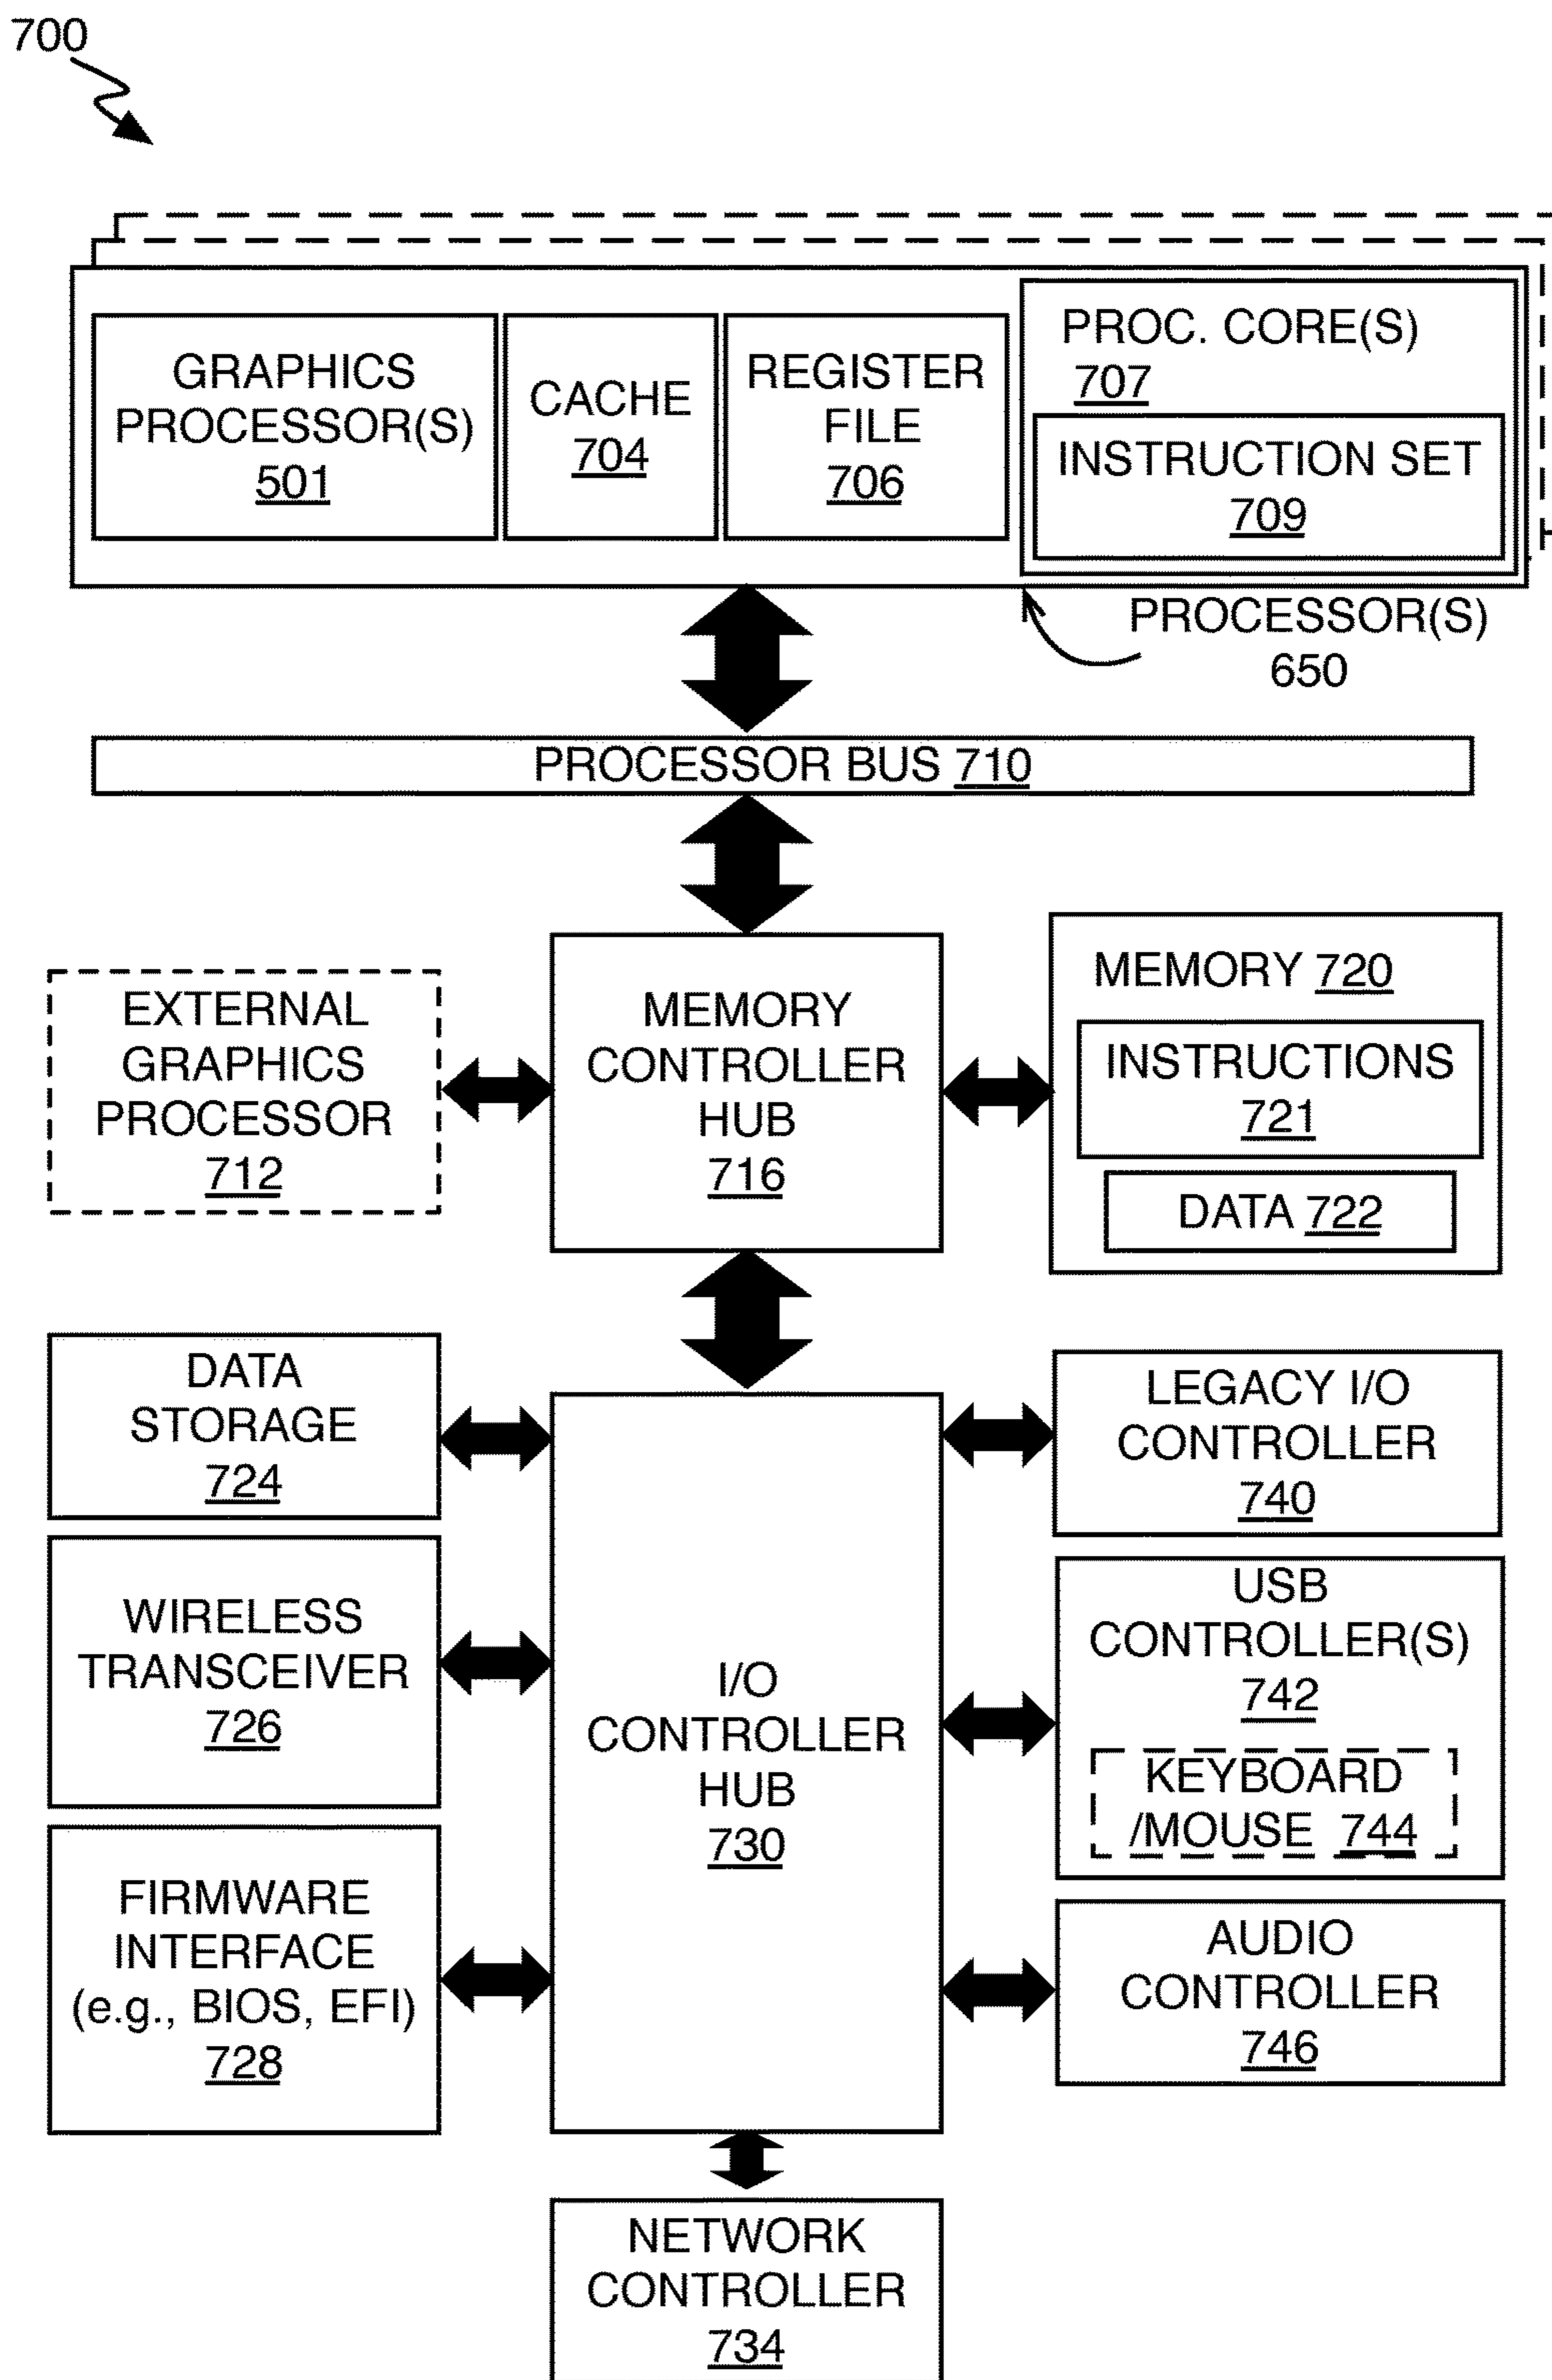 700
GRAPHICS
PROCESSOR(S)
501
CACHE
704
REGISTER
FILE
706
PROC. CORE(S)
707
INSTRUCTION SET
709
PROCESSOR(S)
650
PROCESSOR BUS 710
EXTERNAL
GRAPHICS
PROCESSOR
712
MEMORY
CONTROLLER
HUB
716
MEMORY 720
INSTRUCTIONS
721
DATA 722
DATA
STORAGE
724
WIRELESS
TRANSCEIVER
726
FIRMWARE
INTERFACE
(e.g., BIOS, EFI)
728
I/O
CONTROLLER
HUB
730
LEGACY I/O
CONTROLLER
740
USB
CONTROLLER(S)
742
KEYBOARD
/MOUSE 744
AUDIO
CONTROLLER
746
NETWORK
CONTROLLER
734